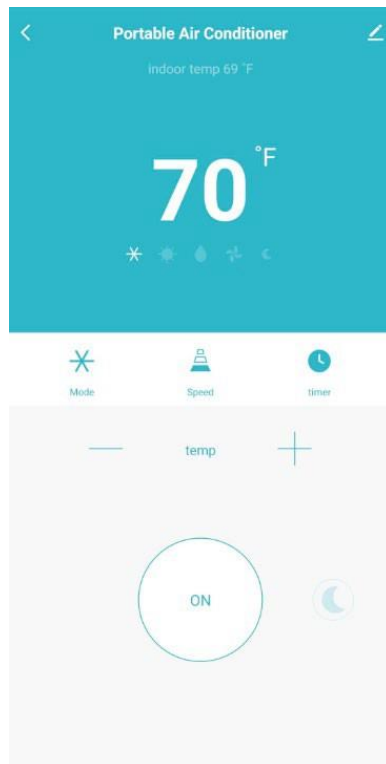 Portable Air Conditioner
indoor temp 69 °F
70 °F
Mode Speed timer
temp
ON